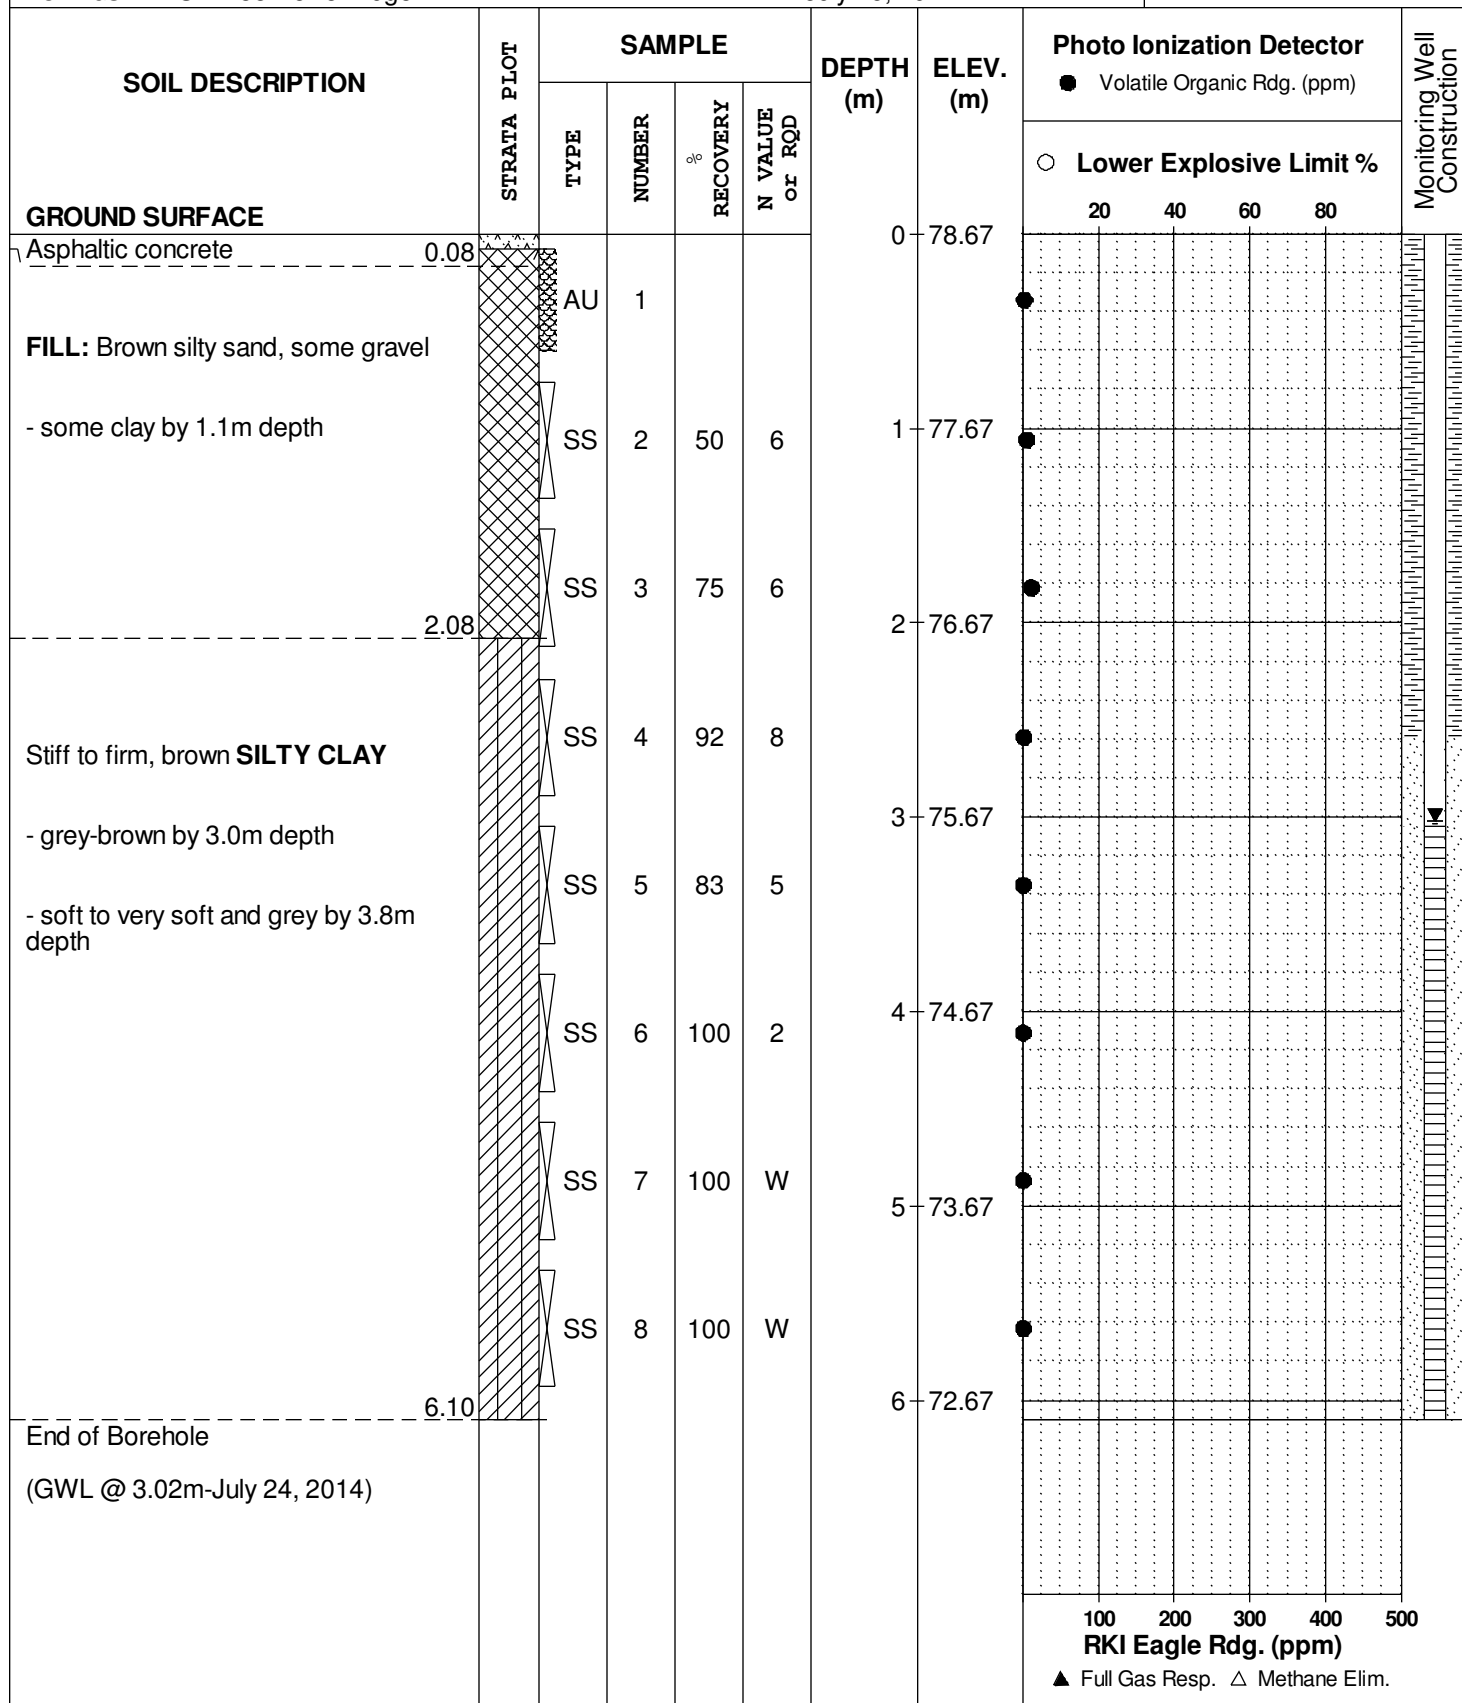 SOIL DESCRIPTION
GROUND SURFACE
STRATA PLOT
SAMPLE
TYPE
NUMBER
%
RECOVERY
N VALUE
or RQD
DEPTH
(m)
ELEV.
(m)
Photo Ionization Detector
● Volatile Organic Rdg. (ppm)
○ Lower Explosive Limit %
20 40 60 80
Monitoring Well
Construction
0 78.67
Asphaltic concrete 0.08
AU 1
FILL: Brown silty sand, some gravel
- some clay by 1.1m depth
1 77.67
SS 2 50 6
SS 3 75 6
2 76.67
2.08
SS 4 92 8
Stiff to firm, brown SILTY CLAY
3 75.67
- grey-brown by 3.0m depth
SS 5 83 5
- soft to very soft and grey by 3.8m
depth
4 74.67
SS 6 100 2
SS 7 100 W
5 73.67
SS 8 100 W
6 72.67
6.10
End of Borehole
(GWL @ 3.02m-July 24, 2014)
100 200 300 400 500
RKI Eagle Rdg. (ppm)
▲ Full Gas Resp. △ Methane Elim.